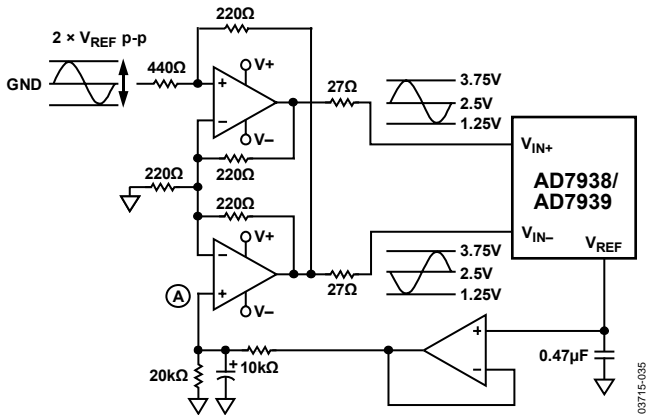 220Ω
2 × VREF p-p
V+
GND
440Ω
27Ω
3.75V
2.5V
1.25V
V–
VIN+
220Ω
220Ω
AD7938/
AD7939
220Ω
V+
VIN–
VREF
3.75V
2.5V
1.25V
A
V–
27Ω
+
10kΩ
20kΩ
0.47µF
03715-035